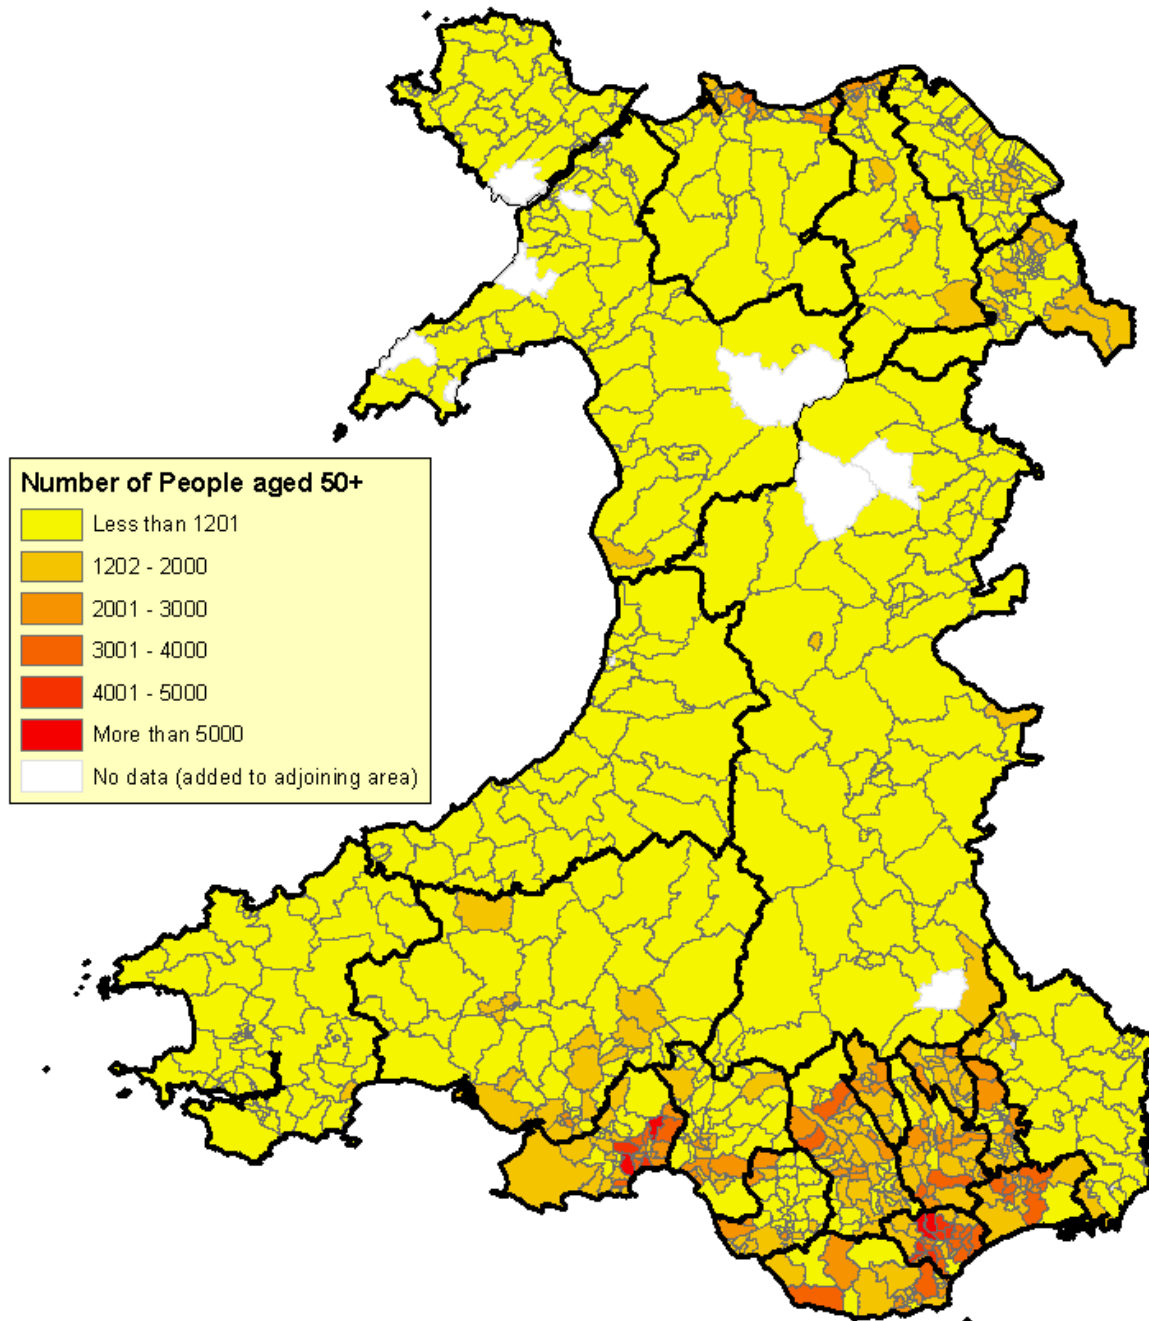 Number of People aged 50+
Less than 1201
1202 - 2000
2001 - 3000
3001 - 4000
4001 - 5000
More than 5000
No data (added to adjoining area)